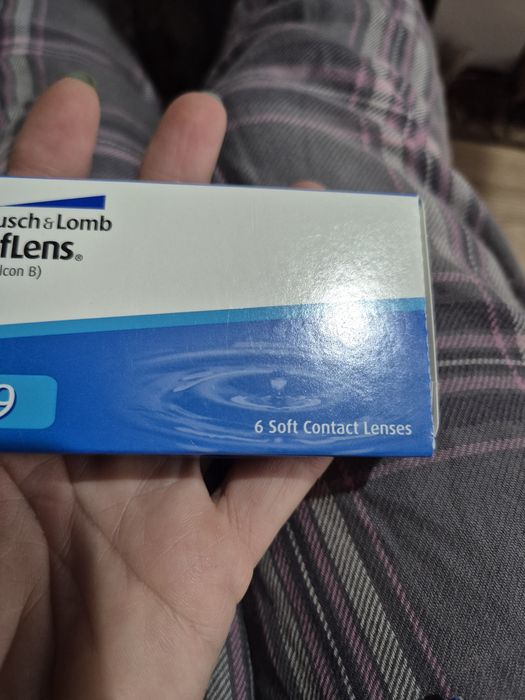 usch & Lomb
fLens®
lcon B)
9
6 Soft Contact Lenses